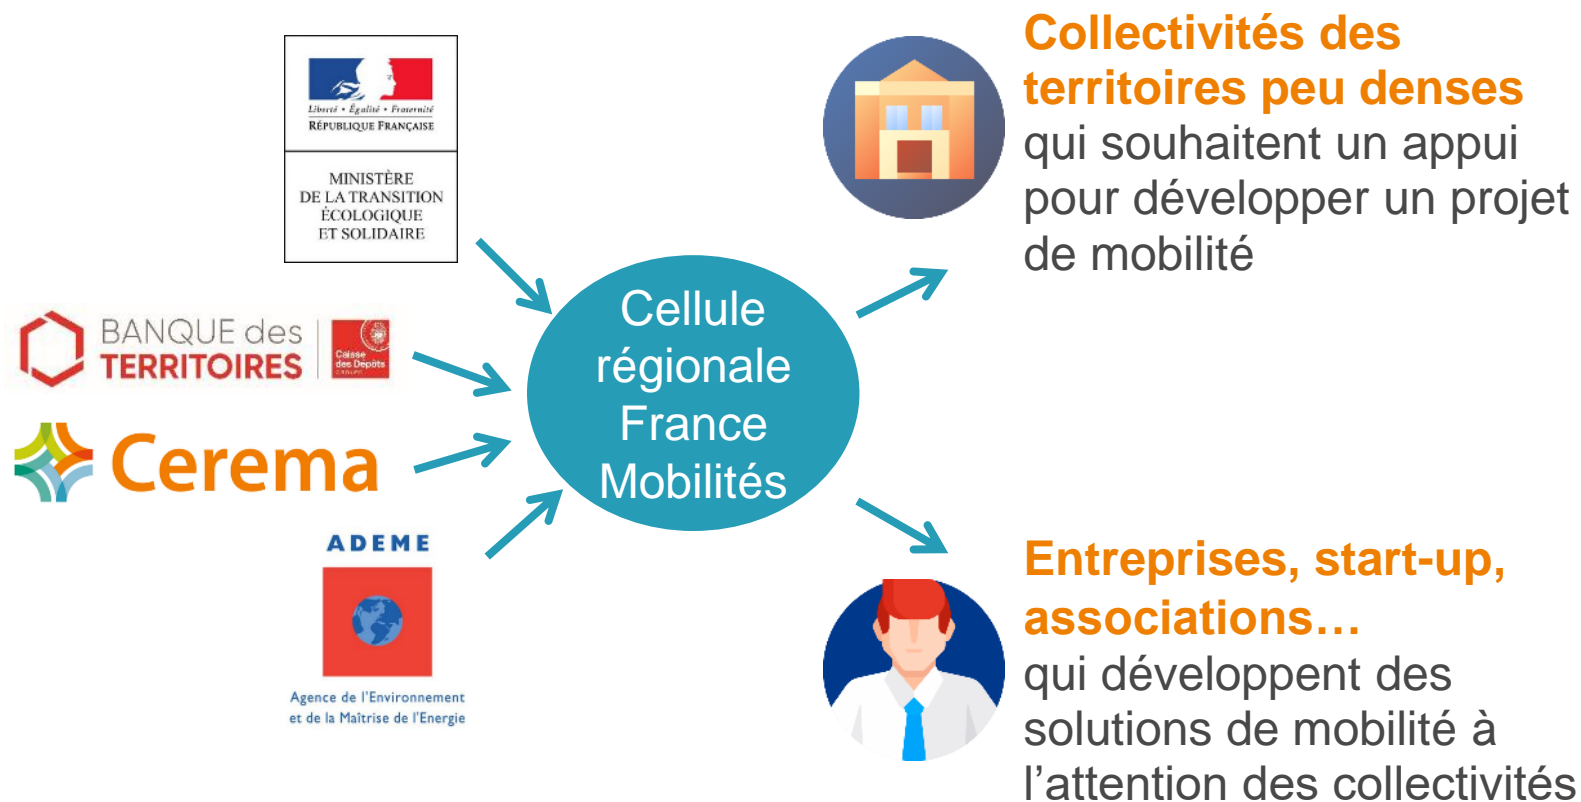 Liberté • Égalité • Fraternité
RÉPUBLIQUE FRANÇAISE
MINISTÈRE
DE LA TRANSITION
ÉCOLOGIQUE
ET SOLIDAIRE
BANQUE des
TERRITOIRES
Caisse
des Dépôts
GROUPE
Cerema
ADEME
Agence de l'Environnement
et de la Maîtrise de l'Energie
Cellule
régionale
France
Mobilités
Collectivités des
territoires peu denses
qui souhaitent un appui
pour développer un projet
de mobilité
Entreprises, start-up,
associations…
qui développent des
solutions de mobilité à
l’attention des collectivités